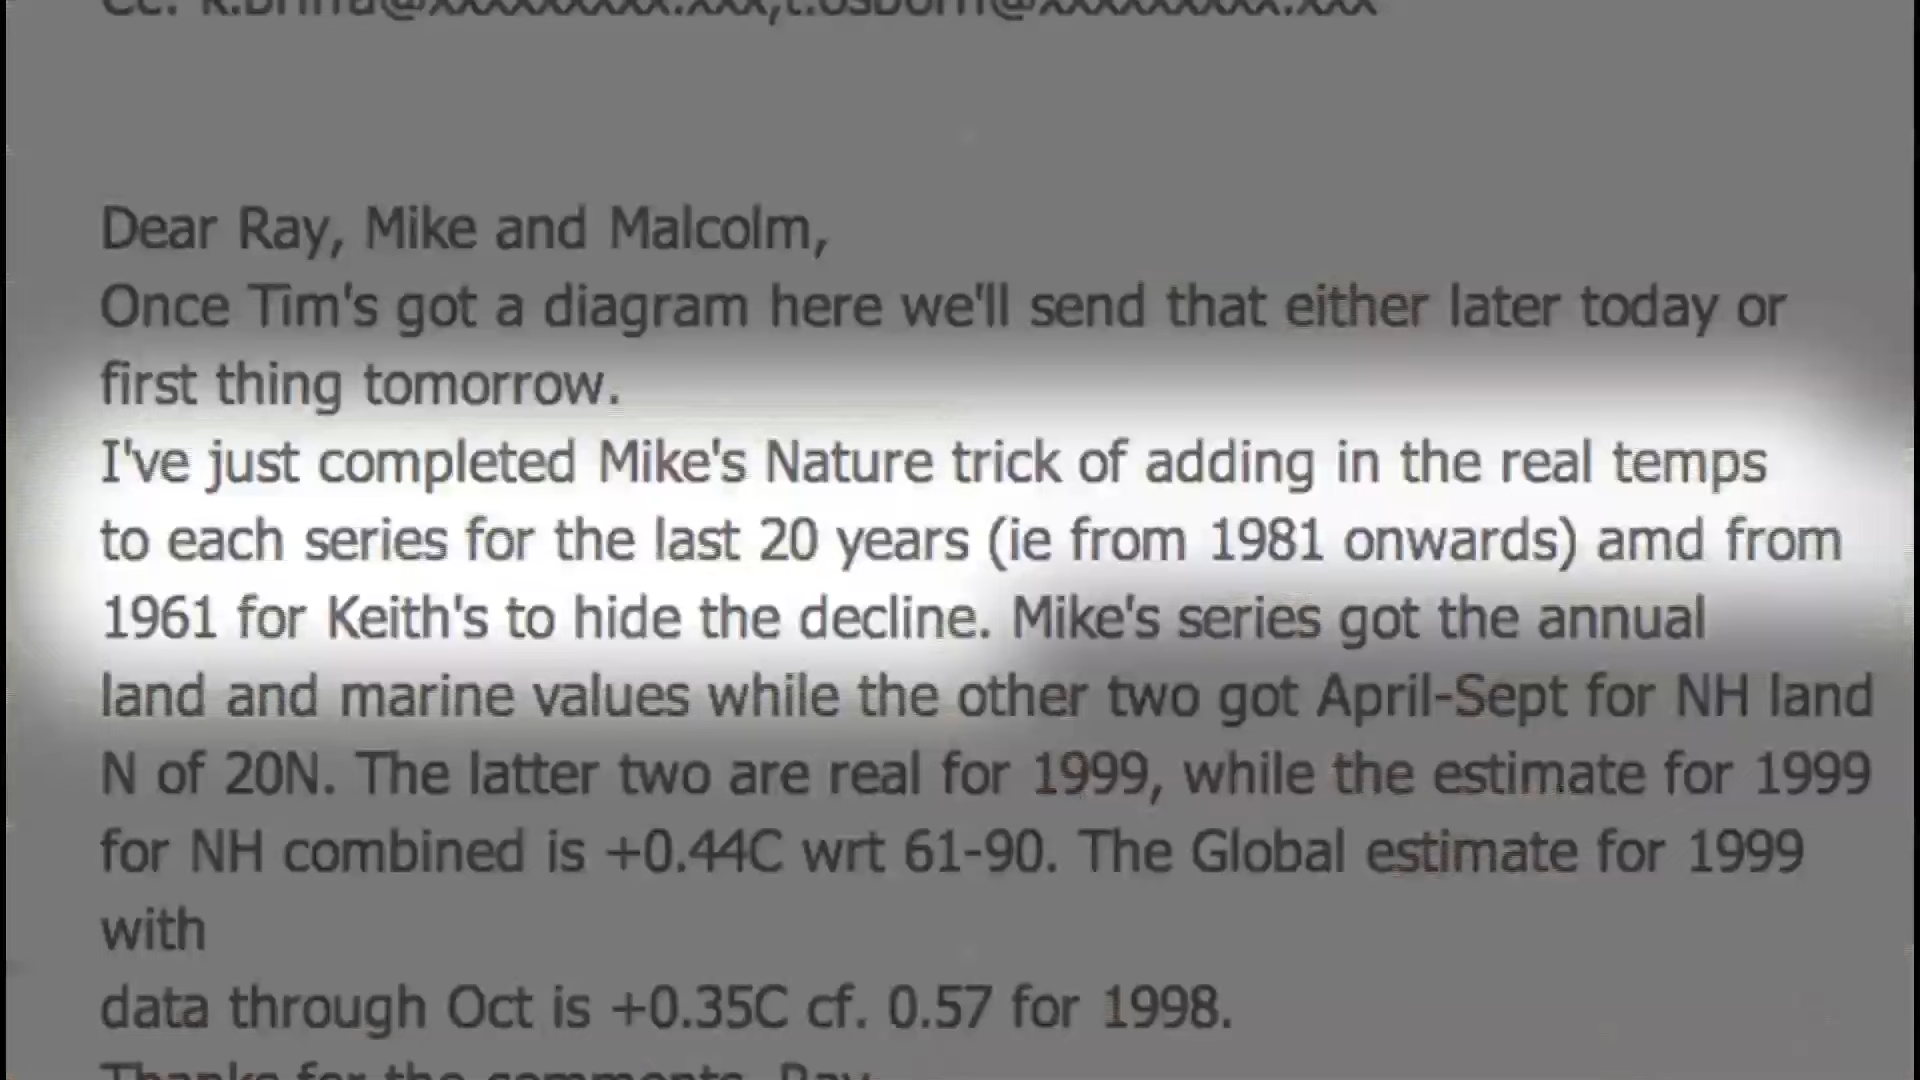 Dear Ray, Mike and Malcolm,
Once Tim's got a diagram here we'll send that either later today or
first thing tomorrow.
I've just completed Mike's Nature trick of adding in the real temps
to each series for the last 20 years (ie from 1981 onwards) amd from
1961 for Keith's to hide the decline. Mike's series got the annual
land and marine values while the other two got April-Sept for NH land
N of 20N. The latter two are real for 1999, while the estimate for 1999
for NH combined is +0.44C wrt 61-90. The Global estimate for 1999
with
data through Oct is +0.35C cf. 0.57 for 1998.
Thanks for the comments, Ray